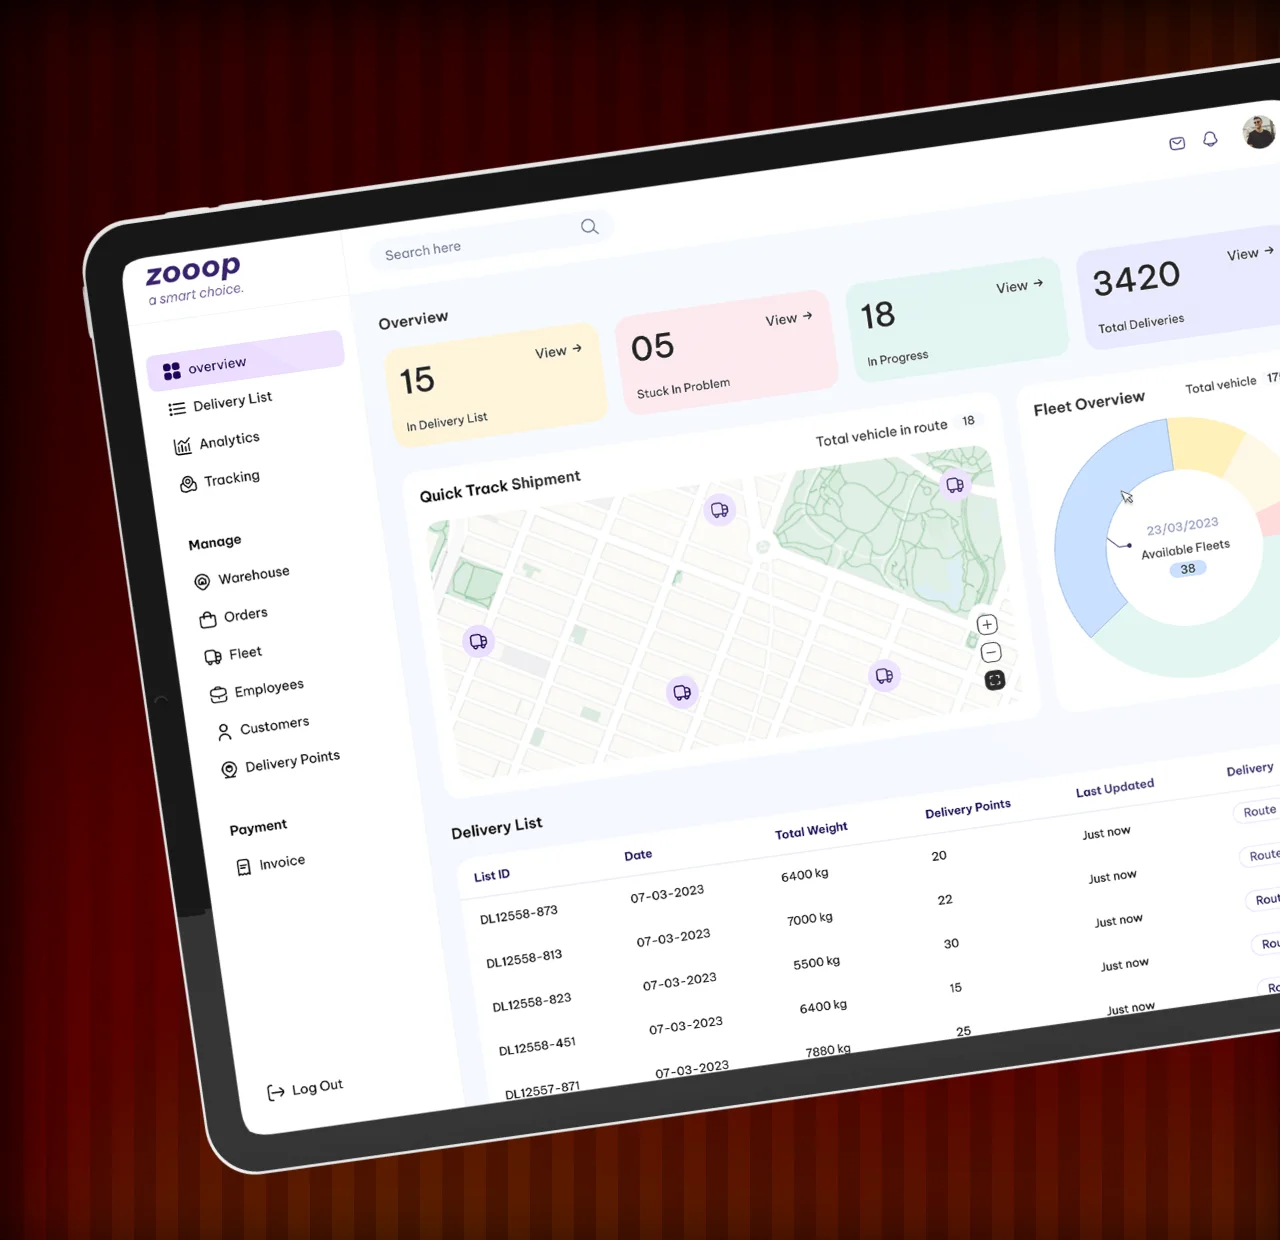 zooop
a smart choice.
Search here
overview
Delivery List
Analytics
Tracking
Manage
Warehouse
Orders
Fleet
Employees
Customers
Delivery Points
Payment
Invoice
Log Out
Overview
15
View →
In Delivery List
05
View →
Stuck In Problem
18
View →
In Progress
3420
View →
Total Deliveries
Quick Track Shipment
Total vehicle in route 18
Fleet Overview
Total vehicle
23/03/2023
Available Fleets
38
Delivery List
List ID Date Total Weight Delivery Points Last Updated Delivery
DL12558-873 07-03-2023 6400 kg 20 Just now Route
DL12558-813 07-03-2023 7000 kg 22 Just now Route
DL12558-823 07-03-2023 5500 kg 30 Just now Rout
DL12558-451 07-03-2023 6400 kg 15 Just now Rou
DL12557-871 07-03-2023 7880 kg 25 Just now Ro